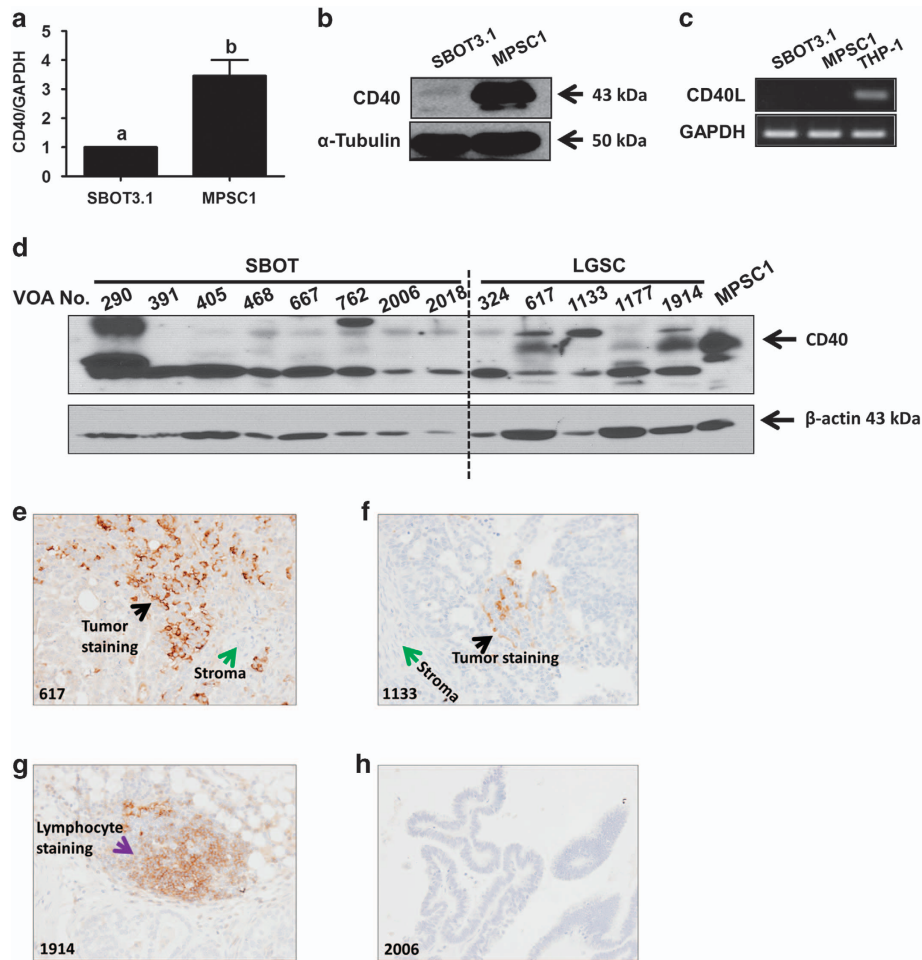 a
CD40/GAPDH
5
4
3
2
1
0
a
b
SBOT3.1
MPSC1
b
SBOT3.1
MPSC1
CD40
43 kDa
α-Tubulin
50 kDa
c
SBOT3.1
MPSC1
THP-1
CD40L
GAPDH
d
SBOT
LGSC
VOA No. 290 391 405 468 667 762 2006 2018 324 617 1133 1177 1914 MPSC1
CD40
β-actin 43 kDa
e
Tumor
staining
Stroma
617
f
Tumor staining
Stroma
1133
g
Lymphocyte
staining
1914
h
2006